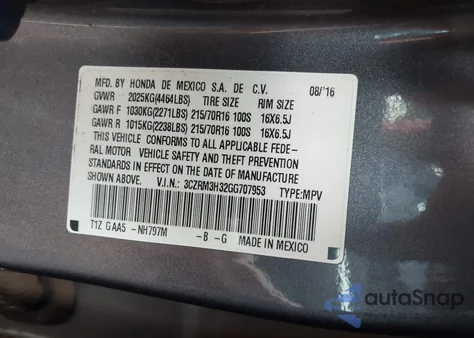 MFD. BY HONDA DE MEXICO S.A. DE C.V. 08/'16
GVWR 2025KG(4464LBS) TIRE SIZE RIM SIZE
GAWR F 1030KG(2271LBS) 215/70R16 100S 16X6.5J
GAWR R 1015KG(2238LBS) 215/70R16 100S 16X6.5J
THIS VEHICLE CONFORMS TO ALL APPLICABLE FEDE-
RAL MOTOR VEHICLE SAFETY AND THEFT PREVENTION
STANDARDS IN EFFECT ON THE DATE OF MANUFACTURE
SHOWN ABOVE. V.I.N.: 3CZRM3H32GG707953 TYPE:MPV
T1Z GAA5 -NH797M -B -G MADE IN MEXICO
autoSnap